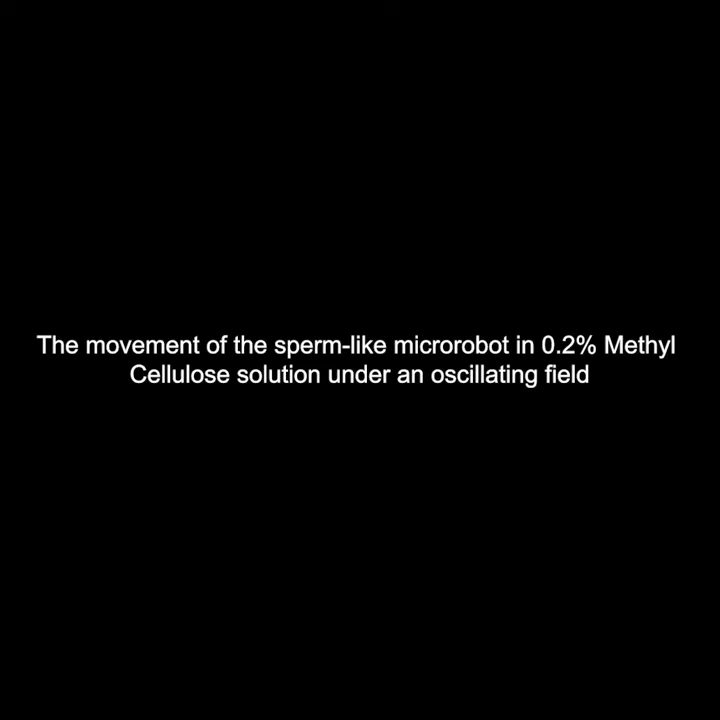 The movement of the sperm-like microrobot in 0.2% Methyl
Cellulose solution under an oscillating field